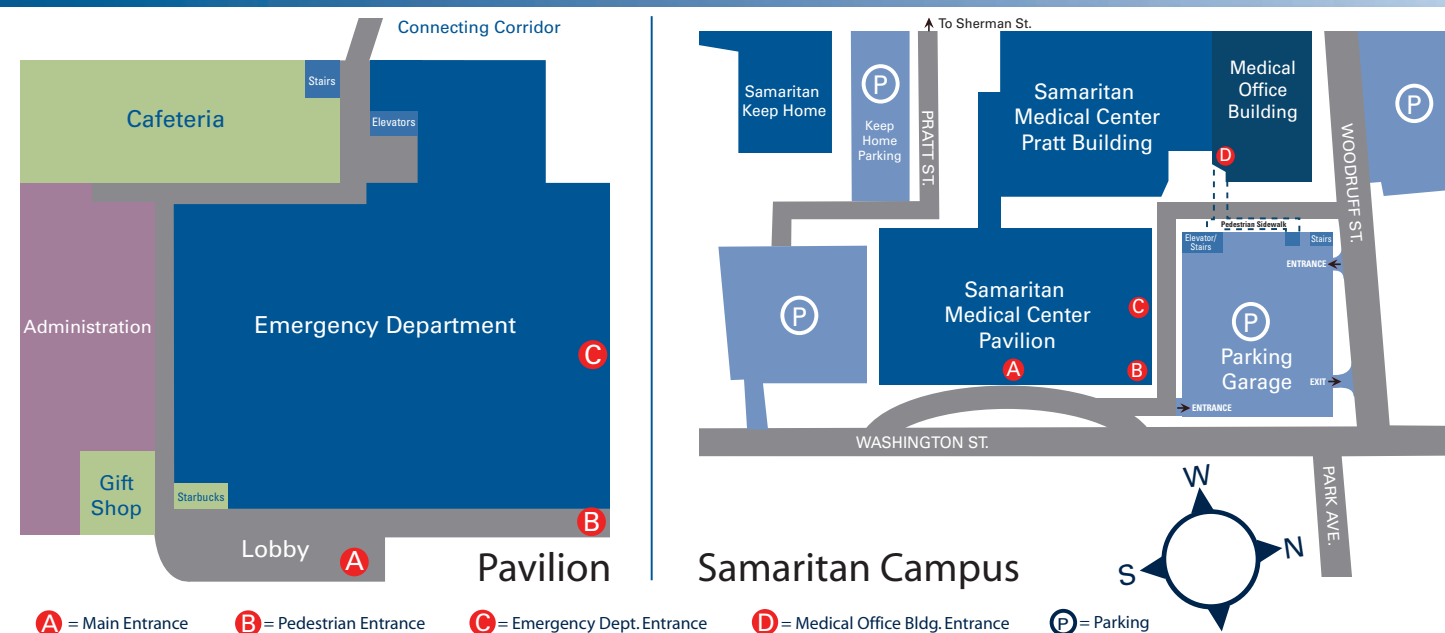 Connecting Corridor
Stairs
Cafeteria
Elevators
Administration
Emergency Department
C
Gift
Shop
Starbucks
B
Lobby
A
Pavilion
To Sherman St.
Samaritan
Keep Home
P
Keep
Home
Parking
PRATT ST.
Samaritan
Medical Center
Pratt Building
Medical
Office
Building
D
P
WOODRUFF ST.
Pedestrian Sidewalk
Elevator/
Stairs
Stairs
ENTRANCE
P
Samaritan
Medical Center
Pavilion
C
A
B
P
Parking
Garage
EXIT
ENTRANCE
WASHINGTON ST.
PARK AVE.
W
N
S
Samaritan Campus
A = Main Entrance
B = Pedestrian Entrance
C = Emergency Dept. Entrance
D = Medical Office Bldg. Entrance
P = Parking